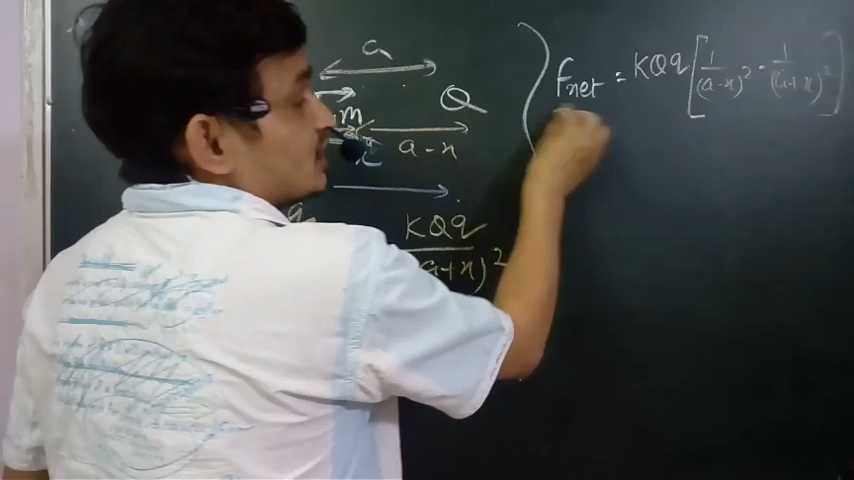 a
m
Q
x
a - x
q
KQq
(a+x)²
Fnet = KQq [ 1/(a-x)² - 1/(a+x)² ]